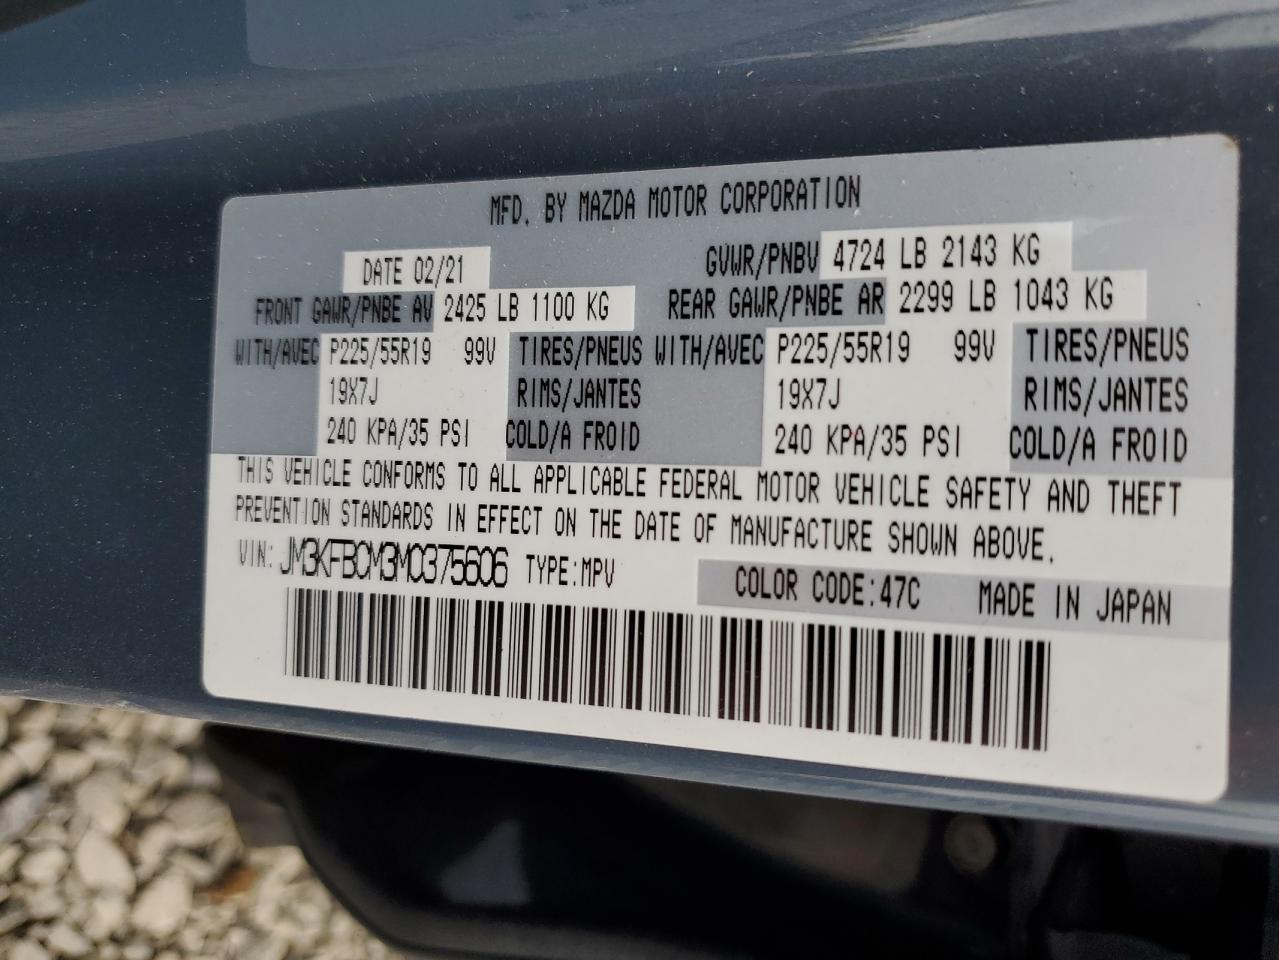 MFD. BY MAZDA MOTOR CORPORATION
DATE 02/21 GVWR/PNBV 4724 LB 2143 KG
FRONT GAWR/PNBE AV 2425 LB 1100 KG REAR GAWR/PNBE AR 2299 LB 1043 KG
WITH/AVEC P225/55R19 99V TIRES/PNEUS WITH/AVEC P225/55R19 99V TIRES/PNEUS
19X7J RIMS/JANTES 19X7J RIMS/JANTES
240 KPA/35 PSI COLD/A FROID 240 KPA/35 PSI COLD/A FROID
THIS VEHICLE CONFORMS TO ALL APPLICABLE FEDERAL MOTOR VEHICLE SAFETY AND THEFT
PREVENTION STANDARDS IN EFFECT ON THE DATE OF MANUFACTURE SHOWN ABOVE.
VIN: JM3KFBCM3M0375606 TYPE:MPV COLOR CODE:47C MADE IN JAPAN